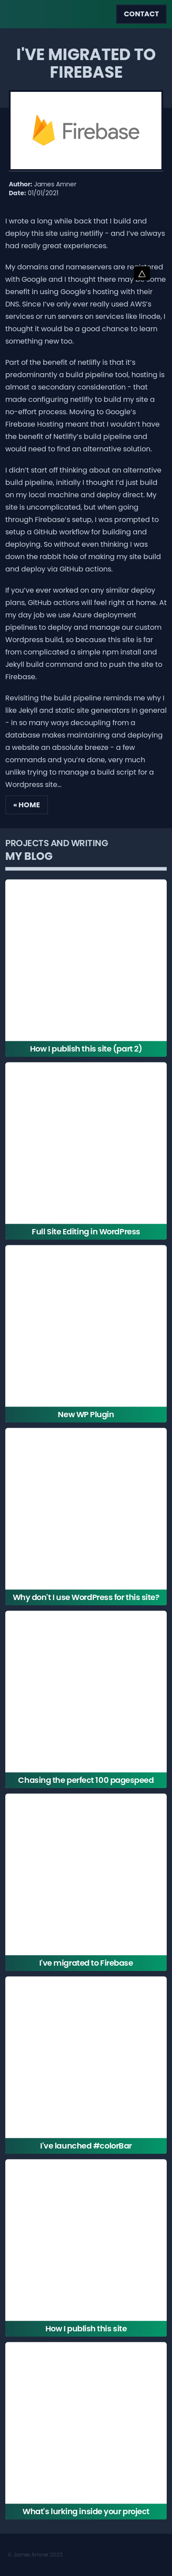 CONTACT
I'VE MIGRATED TO
FIREBASE
Firebase
Author: James Amner
Date: 01/01/2021
I wrote a long while back that I build and
deploy this site using netlify - and I've always
had really good experiences.
My domains and nameservers are already
with Google and I thought there may be some
benefit in using Google's hosting with their
DNS. Since I've only ever really used AWS's
services or run servers on services like linode, I
thought it would be a good chance to learn
something new too.
Part of the benefit of netlify is that it's
predominantly a build pipeline tool, hosting is
almost a secondary consideration - that
made configuring netlify to build my site a
no-effort process. Moving to Google's
Firebase Hosting meant that I wouldn't have
the benefit of Netlify's build pipeline and
would need to find an alternative solution.
I didn't start off thinking about an alternative
build pipeline, initially I thought I'd just build
on my local machine and deploy direct. My
site is uncomplicated, but when going
through Firebase's setup, I was prompted to
setup a GitHub workflow for building and
deploying. So without even thinking I was
down the rabbit hole of making my site build
and deploy via GitHub actions.
If you've ever worked on any similar deploy
plans, GitHub actions will feel right at home. At
my day job we use Azure deployment
pipelines to deploy and manage our custom
Wordpress builds, so because this site is far
from complicated a simple npm install and
Jekyll build command and to push the site to
Firebase.
Revisiting the build pipeline reminds me why I
like Jekyll and static site generators in general
- in so many ways decoupling from a
database makes maintaining and deploying
a website an absolute breeze - a few
commands and you're done, very much
unlike trying to manage a build script for a
Wordpress site...
« HOME
PROJECTS AND WRITING
MY BLOG
How I publish this site (part 2)
Full Site Editing in WordPress
New WP Plugin
Why don't I use WordPress for this site?
Chasing the perfect 100 pagespeed
I've migrated to Firebase
I've launched #colorBar
How I publish this site
What's lurking inside your project